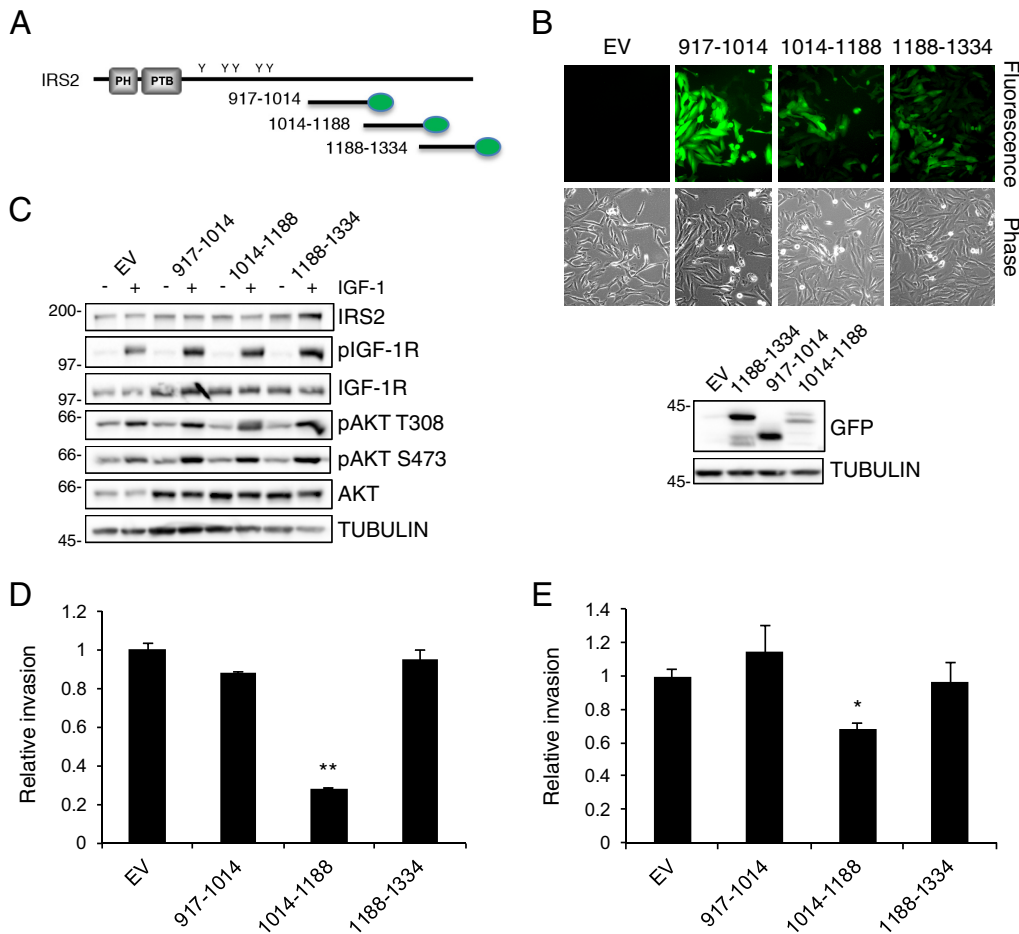 A
IRS2
PH
PTB
Y Y Y Y Y
917-1014
1014-1188
1188-1334
B
EV 917-1014 1014-1188 1188-1334
Fluorescence
Phase
EV 1188-1334 917-1014 1014-1188
45-
GFP
45-
TUBULIN
C
EV 917-1014 1014-1188 1188-1334
- + - + - + - + IGF-1
200- IRS2
97- pIGF-1R
97- IGF-1R
66- pAKT T308
66- pAKT S473
66- AKT
45- TUBULIN
D
Relative invasion
1.2
1
0.8
0.6
0.4
0.2
0
**
EV 917-1014 1014-1188 1188-1334
E
Relative invasion
1.4
1.2
1
0.8
0.6
0.4
0.2
0
*
EV 917-1014 1014-1188 1188-1334